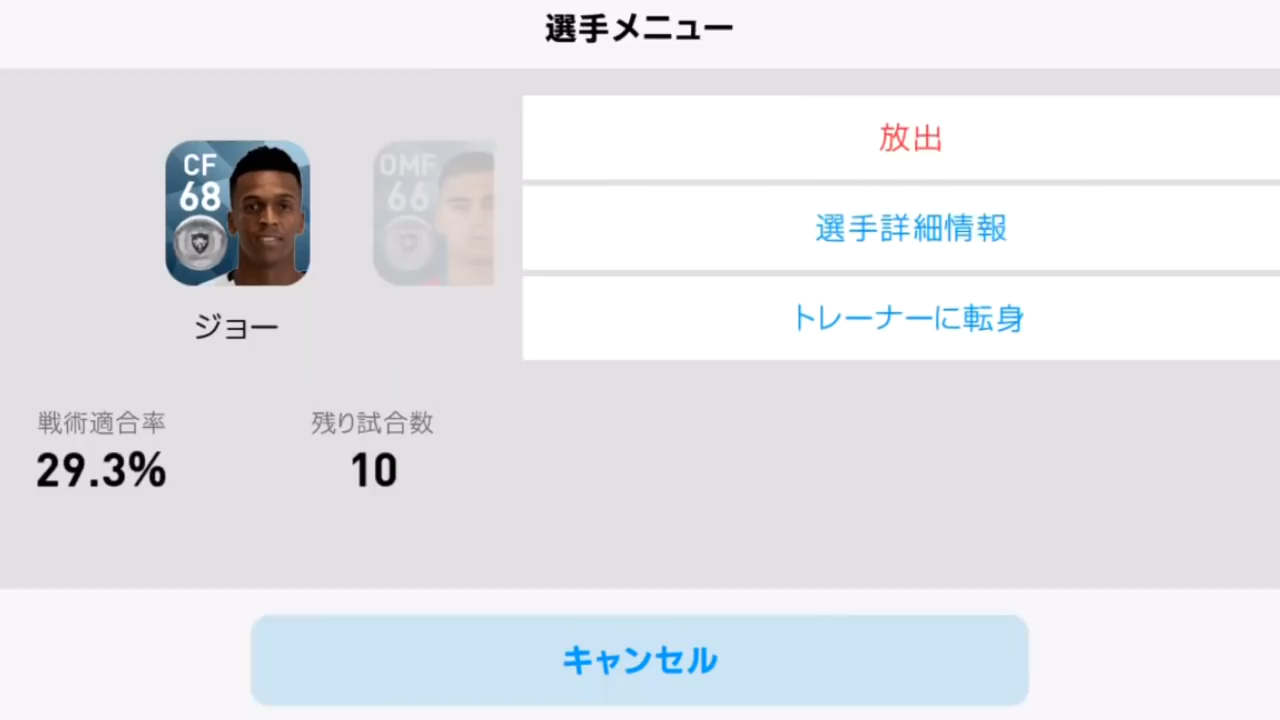 選手メニュー
CF
68
ジョー
OMF
66
放出
選手詳細情報
トレーナーに転身
戦術適合率
29.3%
残り試合数
10
キャンセル